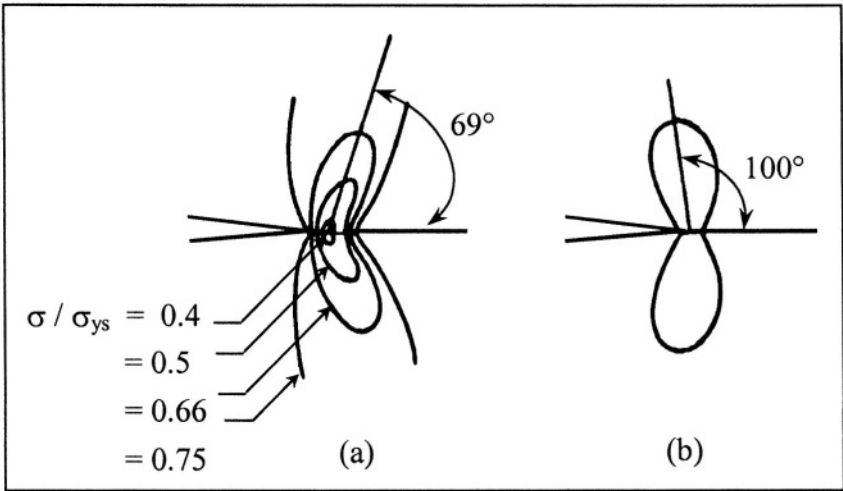 69°
100°
σ / σys = 0.4
= 0.5
= 0.66
= 0.75
(a)
(b)